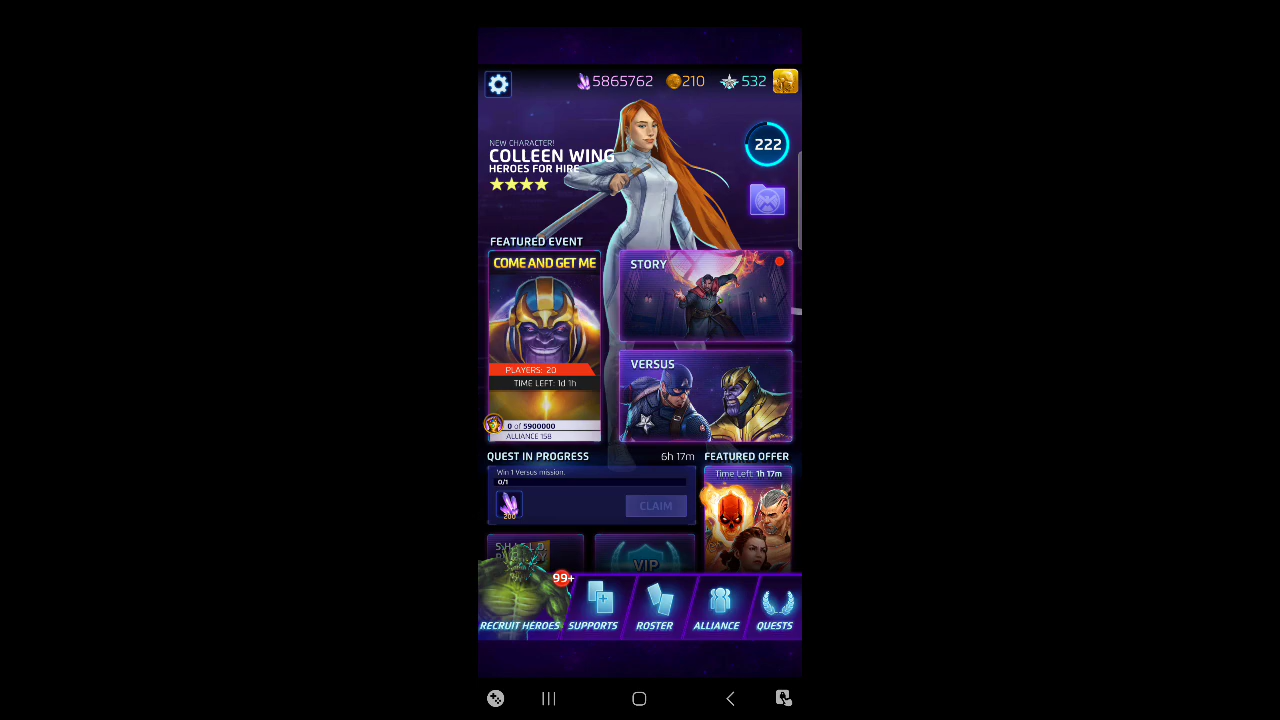 5865762 210 532
NEW CHARACTER!
COLLEEN WING
HEROES FOR HIRE
222
FEATURED EVENT
COME AND GET ME
PLAYERS: 20
TIME LEFT: 1d 1h
0 of 5900000
ALLIANCE 158
STORY
VERSUS
QUEST IN PROGRESS 6h 17m
Win 1 Versus mission.
0/1
200
CLAIM
FEATURED OFFER
Time Left: 1h 17m
S.H.I.E.L.D.
VIP
99+
RECRUIT HEROES SUPPORTS ROSTER ALLIANCE QUESTS